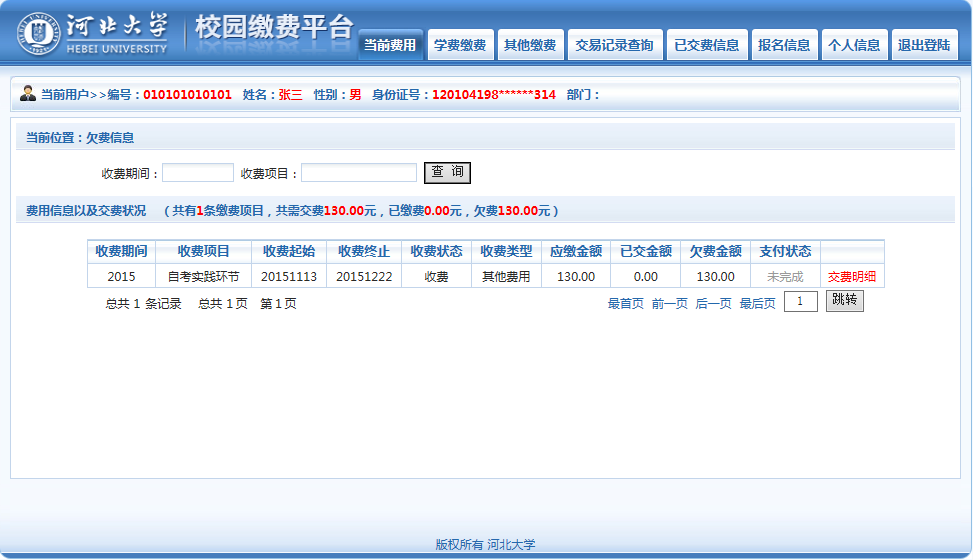 河北大学 校园缴费平台
HEBEI UNIVERSITY
当前费用 学费缴费 其他缴费 交易记录查询 已交费信息 报名信息 个人信息 退出登陆
当前用户>>编号：010101010101 姓名：张三 性别：男 身份证号：120104198******314 部门：
当前位置：欠费信息
收费期间： 收费项目： 查 询
费用信息以及交费状况 （共有1条缴费项目，共需交费130.00元，已缴费0.00元，欠费130.00元）
收费期间 收费项目 收费起始 收费终止 收费状态 收费类型 应缴金额 已交金额 欠费金额 支付状态
2015 自考实践环节 20151113 20151222 收费 其他费用 130.00 0.00 130.00 未完成 交费明细
总共 1 条记录 总共 1 页 第 1 页 最首页 前一页 后一页 最后页 1 跳转
版权所有 河北大学